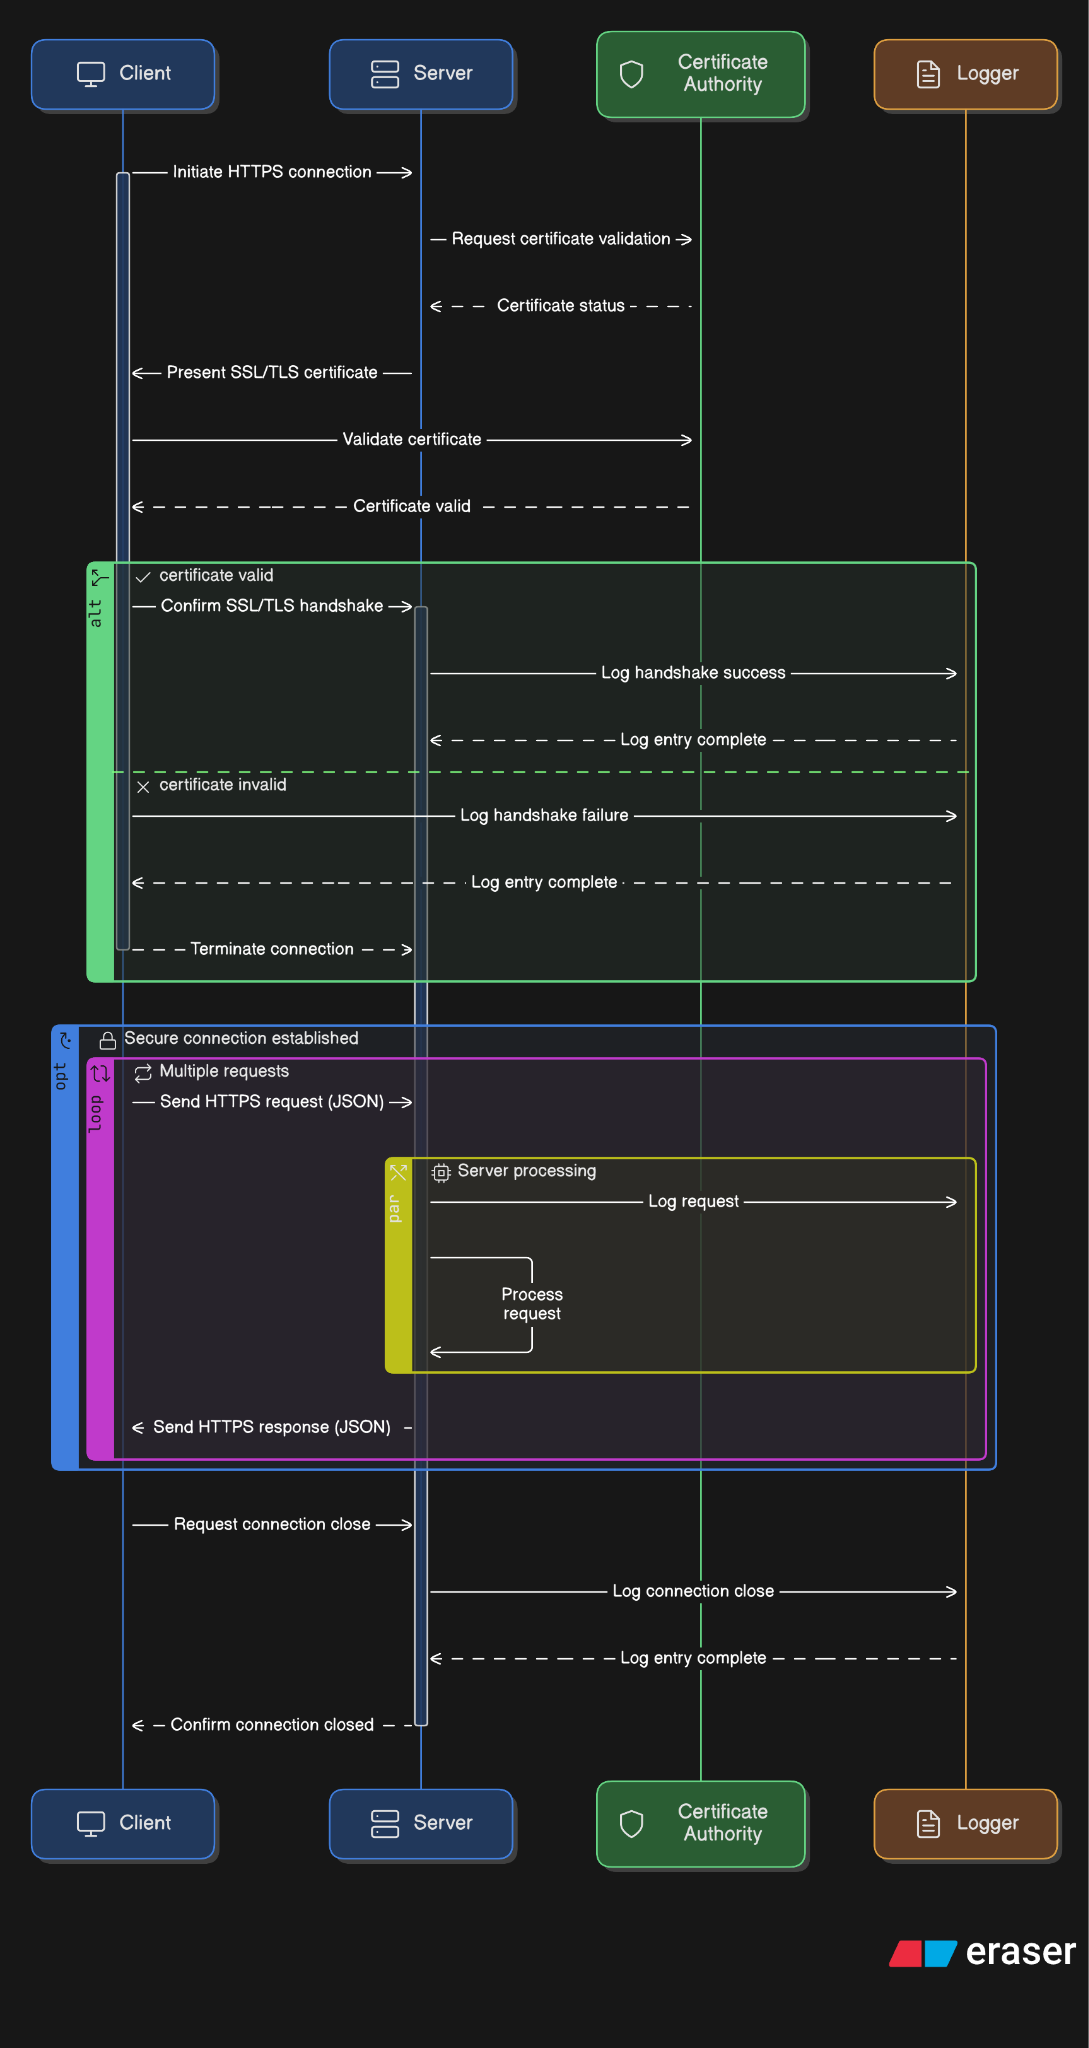 Client
Server
Certificate
Authority
Logger
Initiate HTTPS connection
Request certificate validation
Certificate status
Present SSL/TLS certificate
Validate certificate
Certificate valid
alt
certificate valid
Confirm SSL/TLS handshake
Log handshake success
Log entry complete
certificate invalid
Log handshake failure
Log entry complete
Terminate connection
opt
Secure connection established
loop
Multiple requests
Send HTTPS request (JSON)
par
Server processing
Log request
Process
request
Send HTTPS response (JSON)
Request connection close
Log connection close
Log entry complete
Confirm connection closed
Client
Server
Certificate
Authority
Logger
eraser